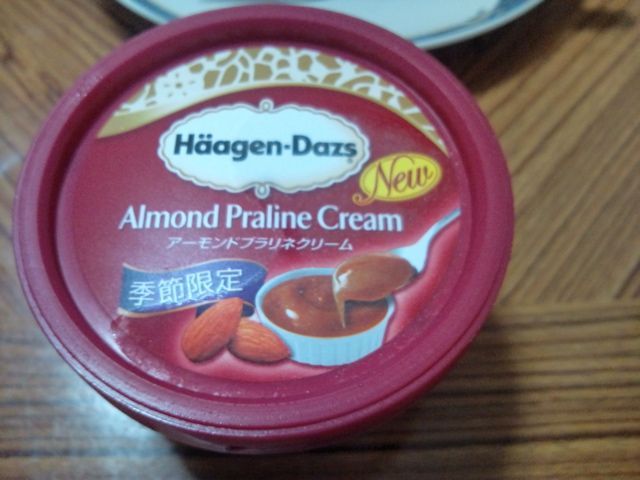 Häagen-Dazs
New
Almond Praline Cream
アーモンドプラリネクリーム
季節限定